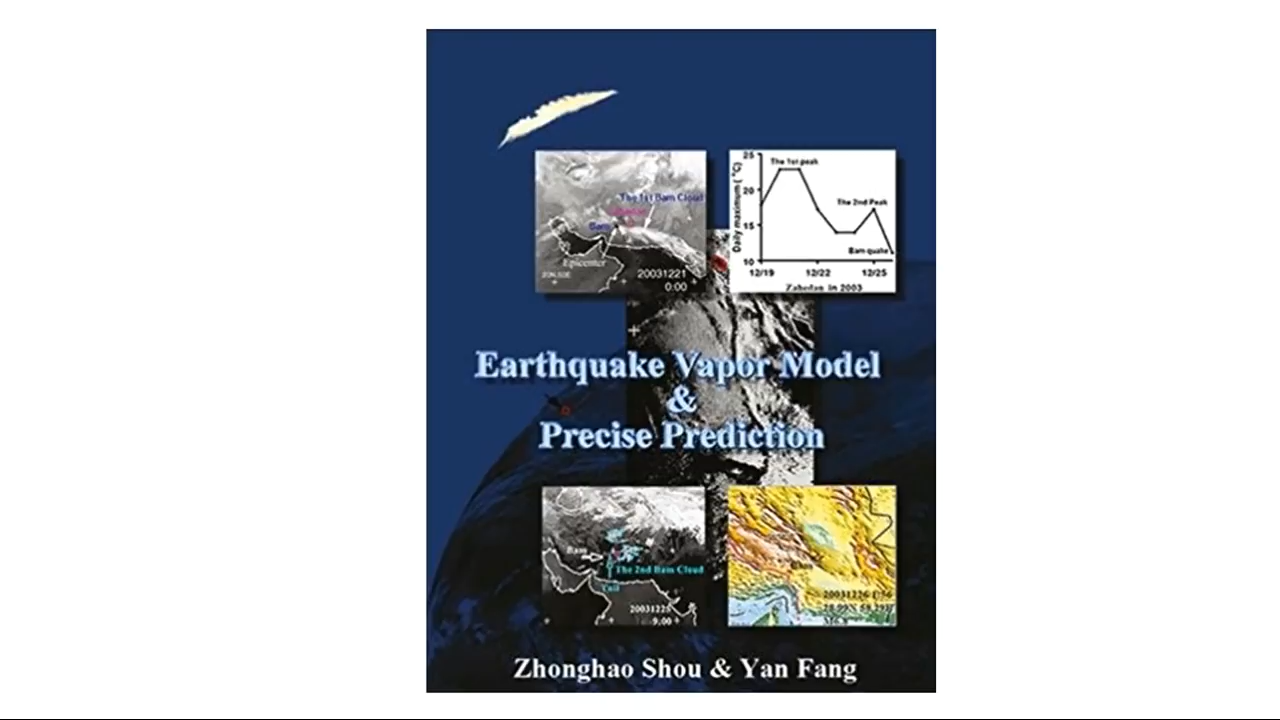 The 1st Bam Cloud
Bam
Epicenter
20031221
0:00
Daily maximum (°C)
25
20
15
10
The 1st peak
The 2nd Peak
Bam quake
12/19 12/22 12/25
Zahedan in 2003
Earthquake Vapor Model
&
Precise Prediction
Bam
The 2nd Bam Cloud
Tail
20031225
9:00
Zhonghao Shou & Yan Fang